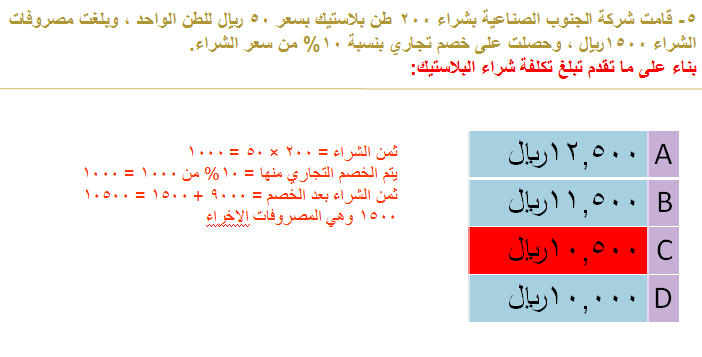 ٥- قامت شركة الجنوب الصناعية بشراء ٢٠٠ طن بلاستيك بسعر ٥٠ ريال للطن الواحد ، وبلغت مصروفات
الشراء ١٥٠٠ريال ، وحصلت على خصم تجاري بنسبة ١٠% من سعر الشراء.
بناء على ما تقدم تبلغ تكلفة شراء البلاستيك:
ثمن الشراء = ٢٠٠ × ٥٠ = ١٠٠٠
يتم الخصم التجاري منها = ١٠% من ١٠٠٠ = ١٠٠٠
ثمن الشراء بعد الخصم = ٩٠٠٠ + ١٥٠٠ = ١٠٥٠٠
١٥٠٠ وهي المصروفات الاخراء
A ١٢,٥٠٠ريال
B ١١,٥٠٠ريال
C ١٠,٥٠٠ريال
D ١٠,٠٠٠ريال